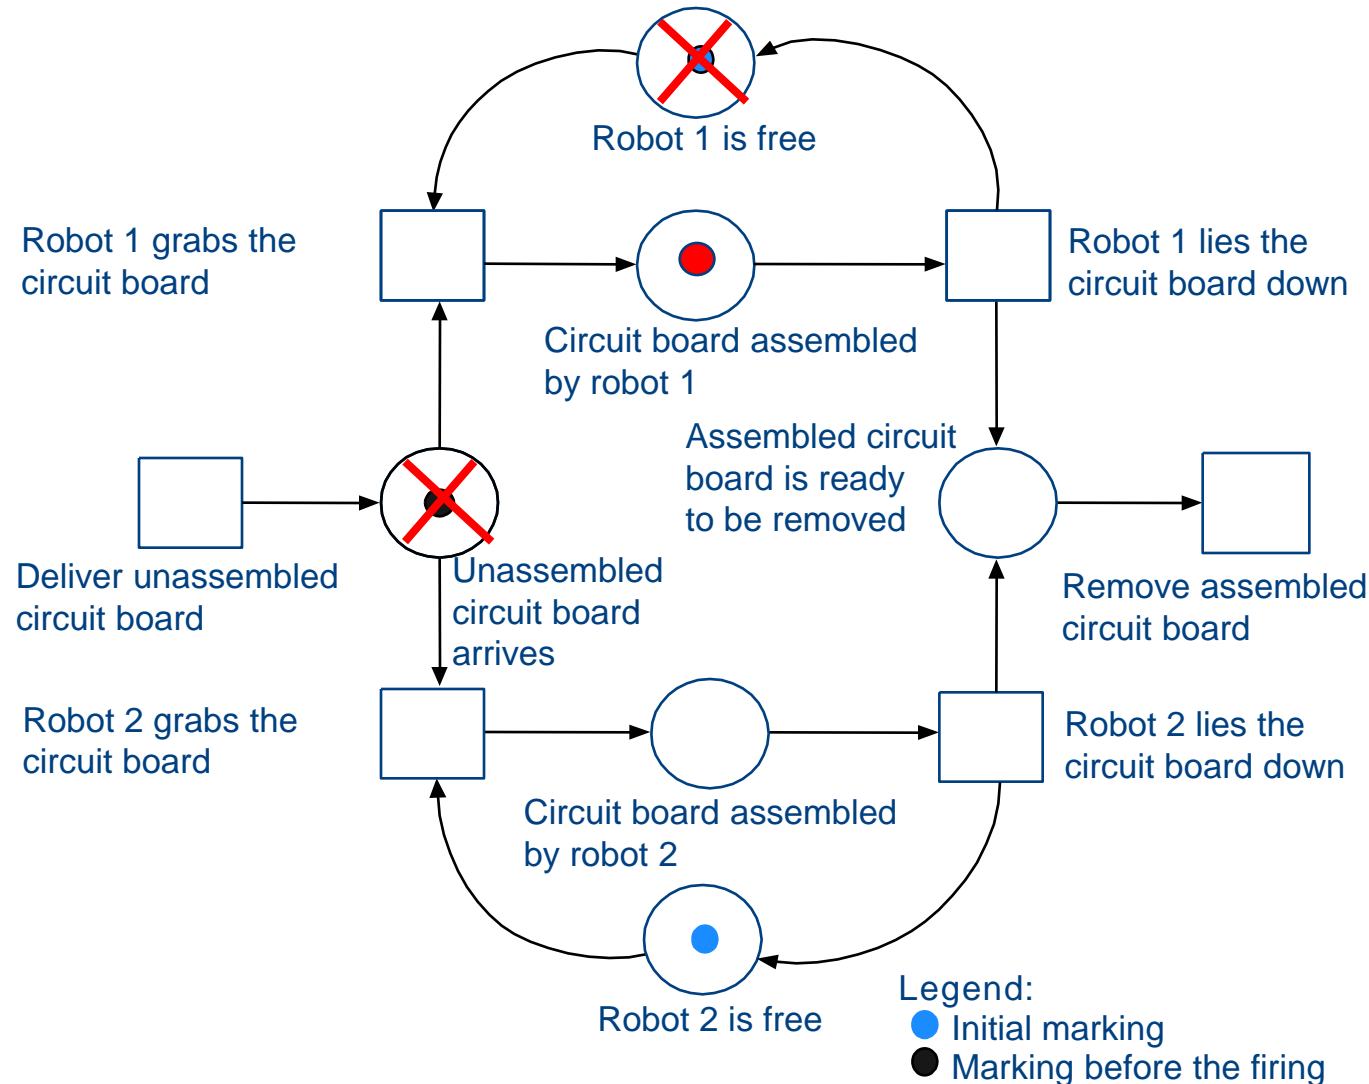 Robot 1 is free
Robot 1 grabs the
circuit board
Robot 1 lies the
circuit board down
Circuit board assembled
by robot 1
Assembled circuit
board is ready
to be removed
Deliver unassembled
circuit board
Unassembled
circuit board
arrives
Remove assembled
circuit board
Robot 2 grabs the
circuit board
Robot 2 lies the
circuit board down
Circuit board assembled
by robot 2
Robot 2 is free
Legend:
Initial marking
Marking before the firing